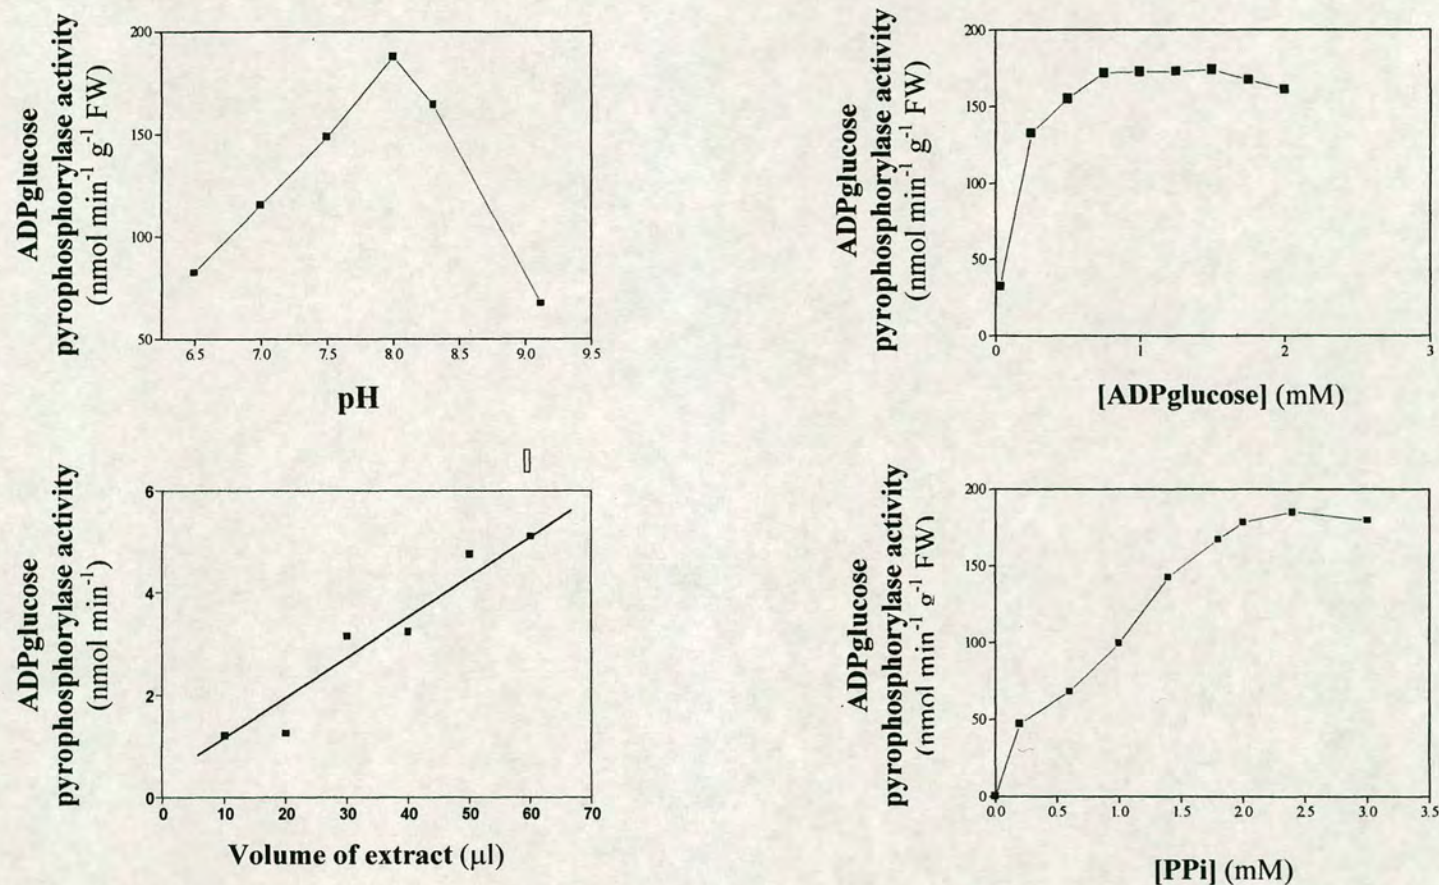 ADPglucose
pyrophosphorylase activity
(nmol min⁻¹ g⁻¹ FW)
200
150
100
50
6.5 7.0 7.5 8.0 8.5 9.0 9.5
pH
ADPglucose
pyrophosphorylase activity
(nmol min⁻¹ g⁻¹ FW)
200
150
100
50
0
0 1 2 3
[ADPglucose] (mM)
ADPglucose
pyrophosphorylase activity
(nmol min⁻¹)
6
4
2
0
0 10 20 30 40 50 60 70
Volume of extract (µl)
ADPglucose
pyrophosphorylase activity
(nmol min⁻¹ g⁻¹ FW)
200
150
100
50
0
0.0 0.5 1.0 1.5 2.0 2.5 3.0 3.5
[PPi] (mM)